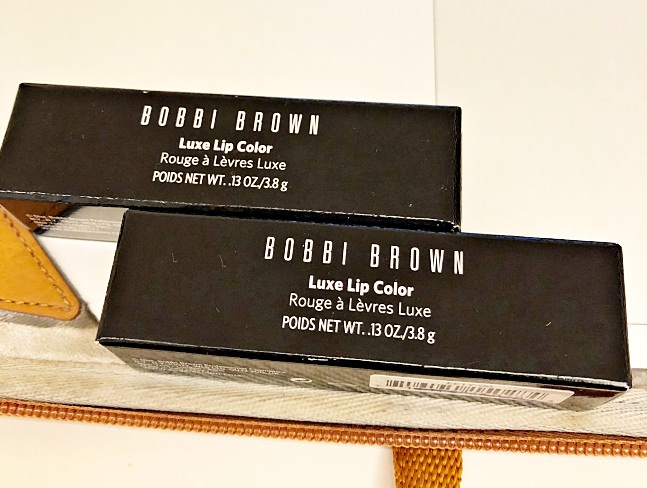 BOBBI BROWN
Luxe Lip Color
Rouge à Lèvres Luxe
POIDS NET WT. .13 OZ./3.8 g
BOBBI BROWN
Luxe Lip Color
Rouge à Lèvres Luxe
POIDS NET WT. .13 OZ./3.8 g